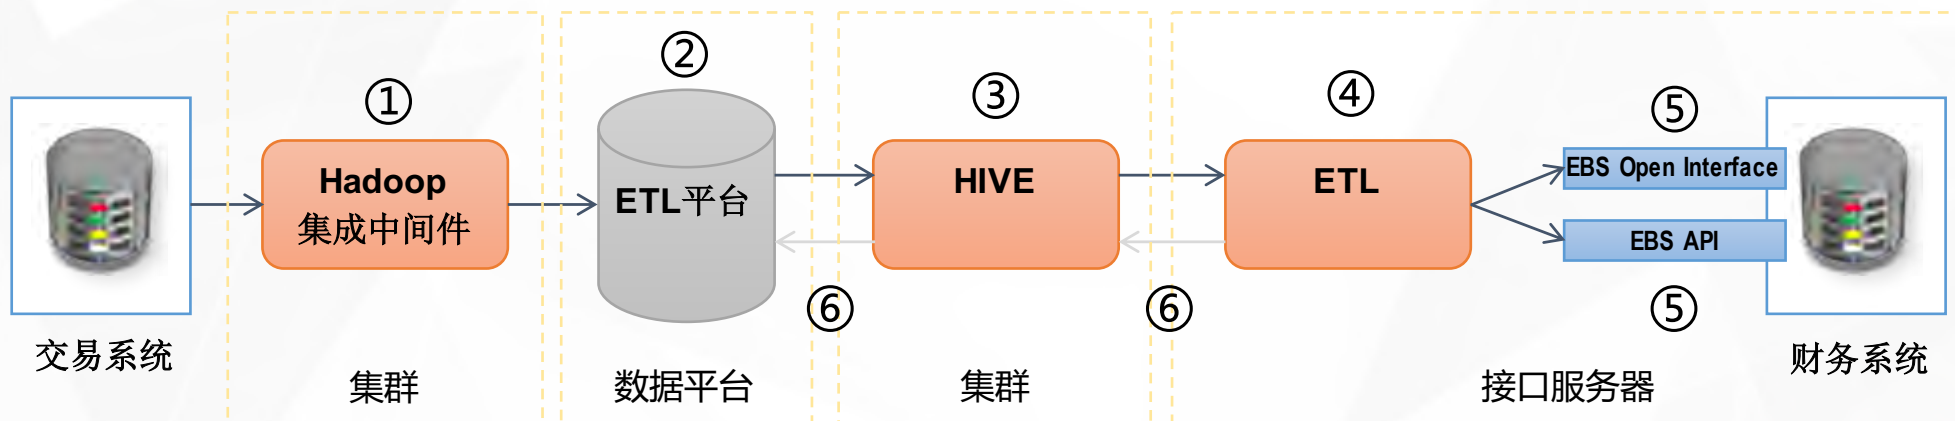 ①
②
③
④
⑤
Hadoop
集成中间件
ETL平台
HIVE
ETL
EBS Open Interface
EBS API
⑥
⑥
⑤
交易系统
集群
数据平台
集群
接口服务器
财务系统